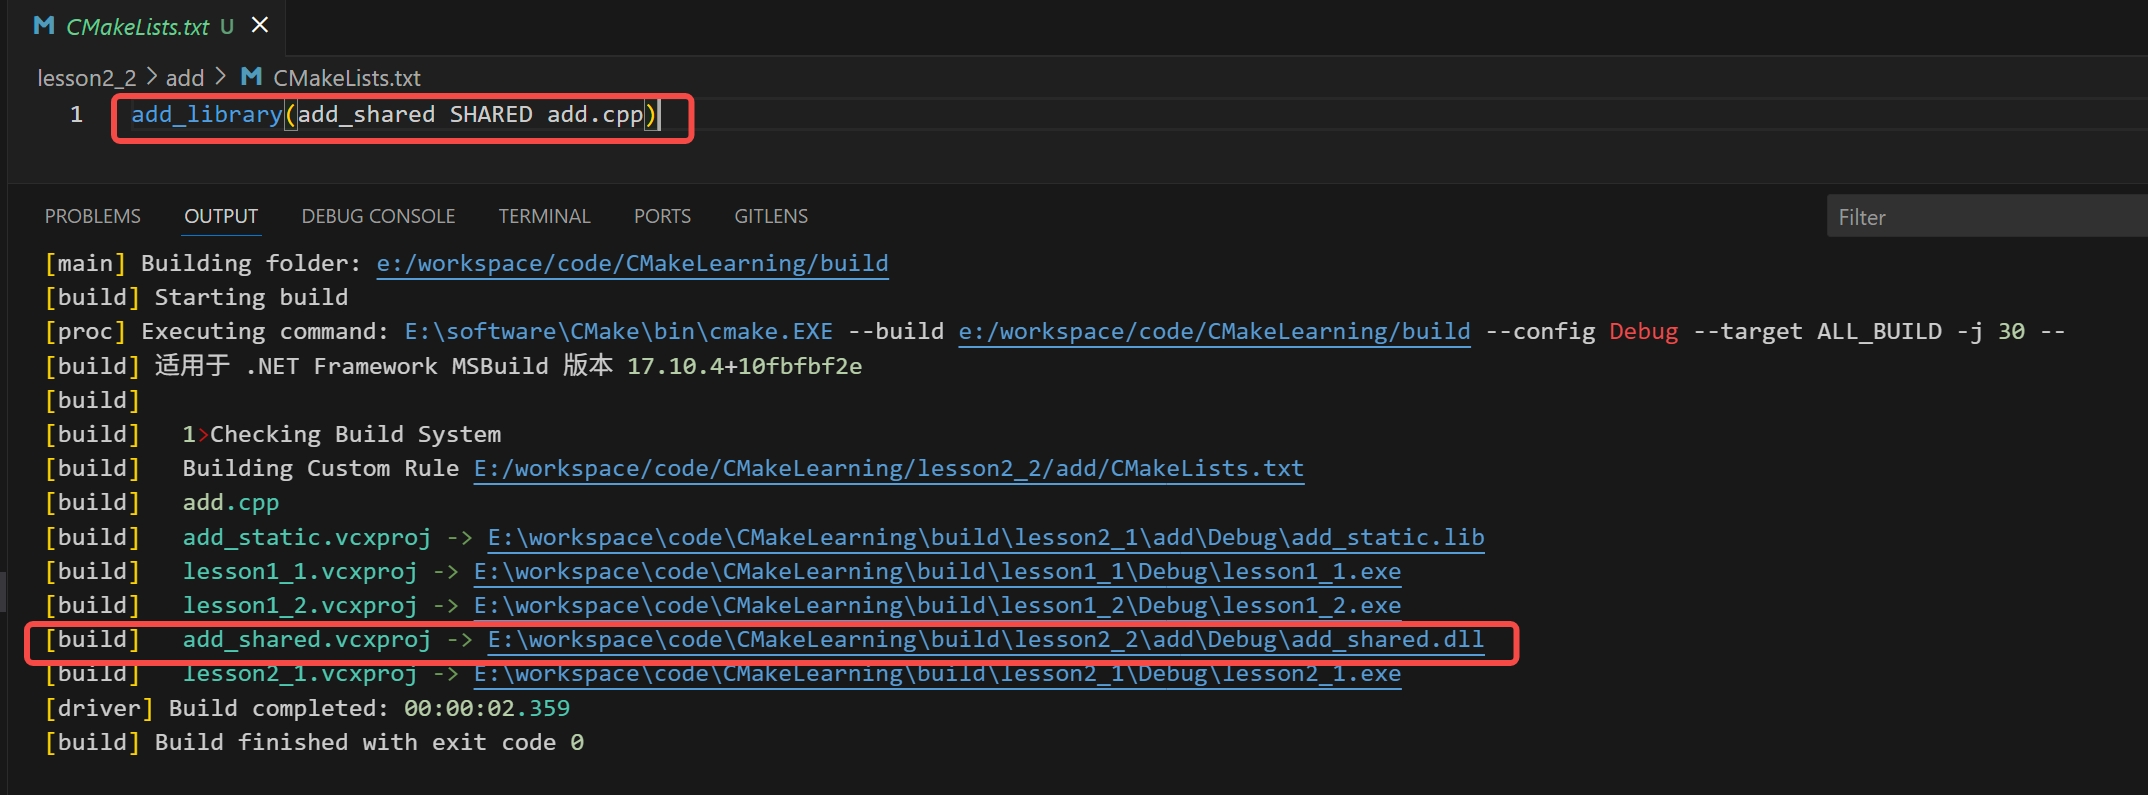 CMakeLists.txt U
lesson2_2 > add > CMakeLists.txt
1 add_library(add_shared SHARED add.cpp)
PROBLEMS OUTPUT DEBUG CONSOLE TERMINAL PORTS GITLENS Filter
[main] Building folder: e:/workspace/code/CMakeLearning/build
[build] Starting build
[proc] Executing command: E:\software\CMake\bin\cmake.EXE --build e:/workspace/code/CMakeLearning/build --config Debug --target ALL_BUILD -j 30 --
[build] 适用于 .NET Framework MSBuild 版本 17.10.4+10fbfbf2e
[build]
[build] 1>Checking Build System
[build] Building Custom Rule E:/workspace/code/CMakeLearning/lesson2_2/add/CMakeLists.txt
[build] add.cpp
[build] add_static.vcxproj -> E:\workspace\code\CMakeLearning\build\lesson2_1\add\Debug\add_static.lib
[build] lesson1_1.vcxproj -> E:\workspace\code\CMakeLearning\build\lesson1_1\Debug\lesson1_1.exe
[build] lesson1_2.vcxproj -> E:\workspace\code\CMakeLearning\build\lesson1_2\Debug\lesson1_2.exe
[build] add_shared.vcxproj -> E:\workspace\code\CMakeLearning\build\lesson2_2\add\Debug\add_shared.dll
[build] lesson2_1.vcxproj -> E:\workspace\code\CMakeLearning\build\lesson2_1\Debug\lesson2_1.exe
[driver] Build completed: 00:00:02.359
[build] Build finished with exit code 0